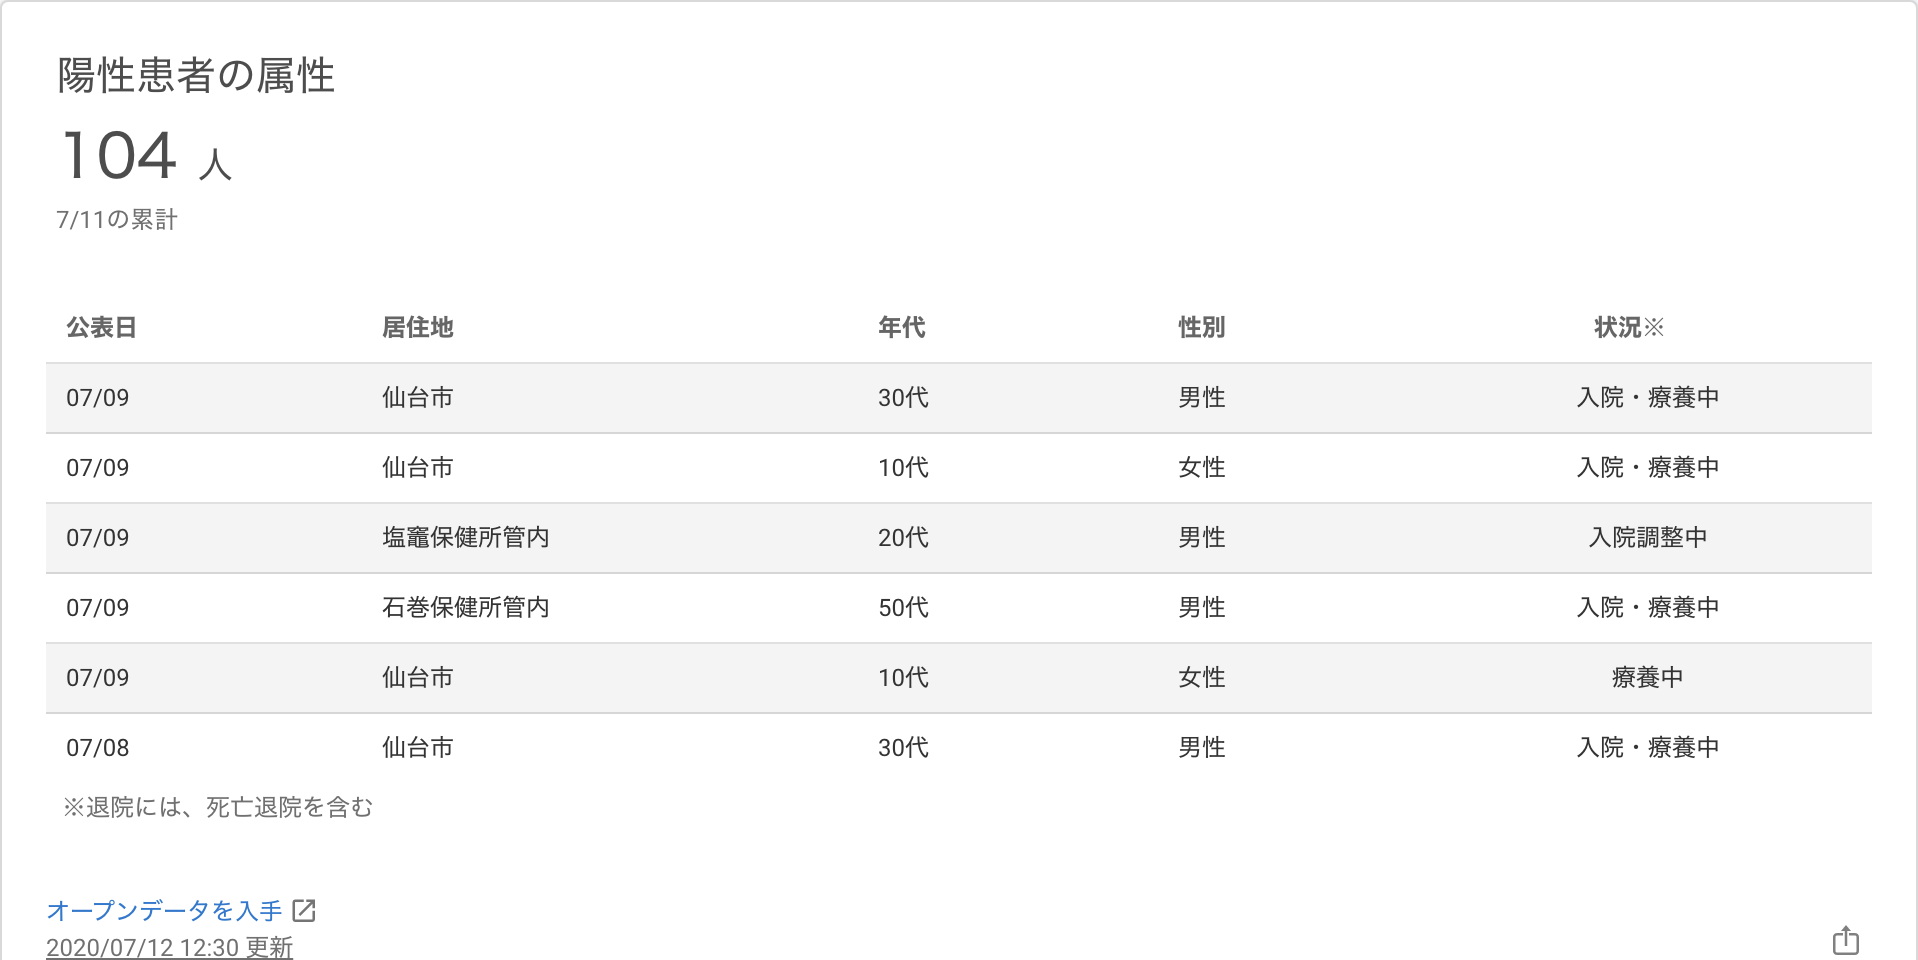 陽性患者の属性
104 人
7/11の累計
公表日 居住地 年代 性別 状況※
07/09 仙台市 30代 男性 入院・療養中
07/09 仙台市 10代 女性 入院・療養中
07/09 塩竈保健所管内 20代 男性 入院調整中
07/09 石巻保健所管内 50代 男性 入院・療養中
07/09 仙台市 10代 女性 療養中
07/08 仙台市 30代 男性 入院・療養中
※退院には、死亡退院を含む
オープンデータを入手
2020/07/12 12:30 更新